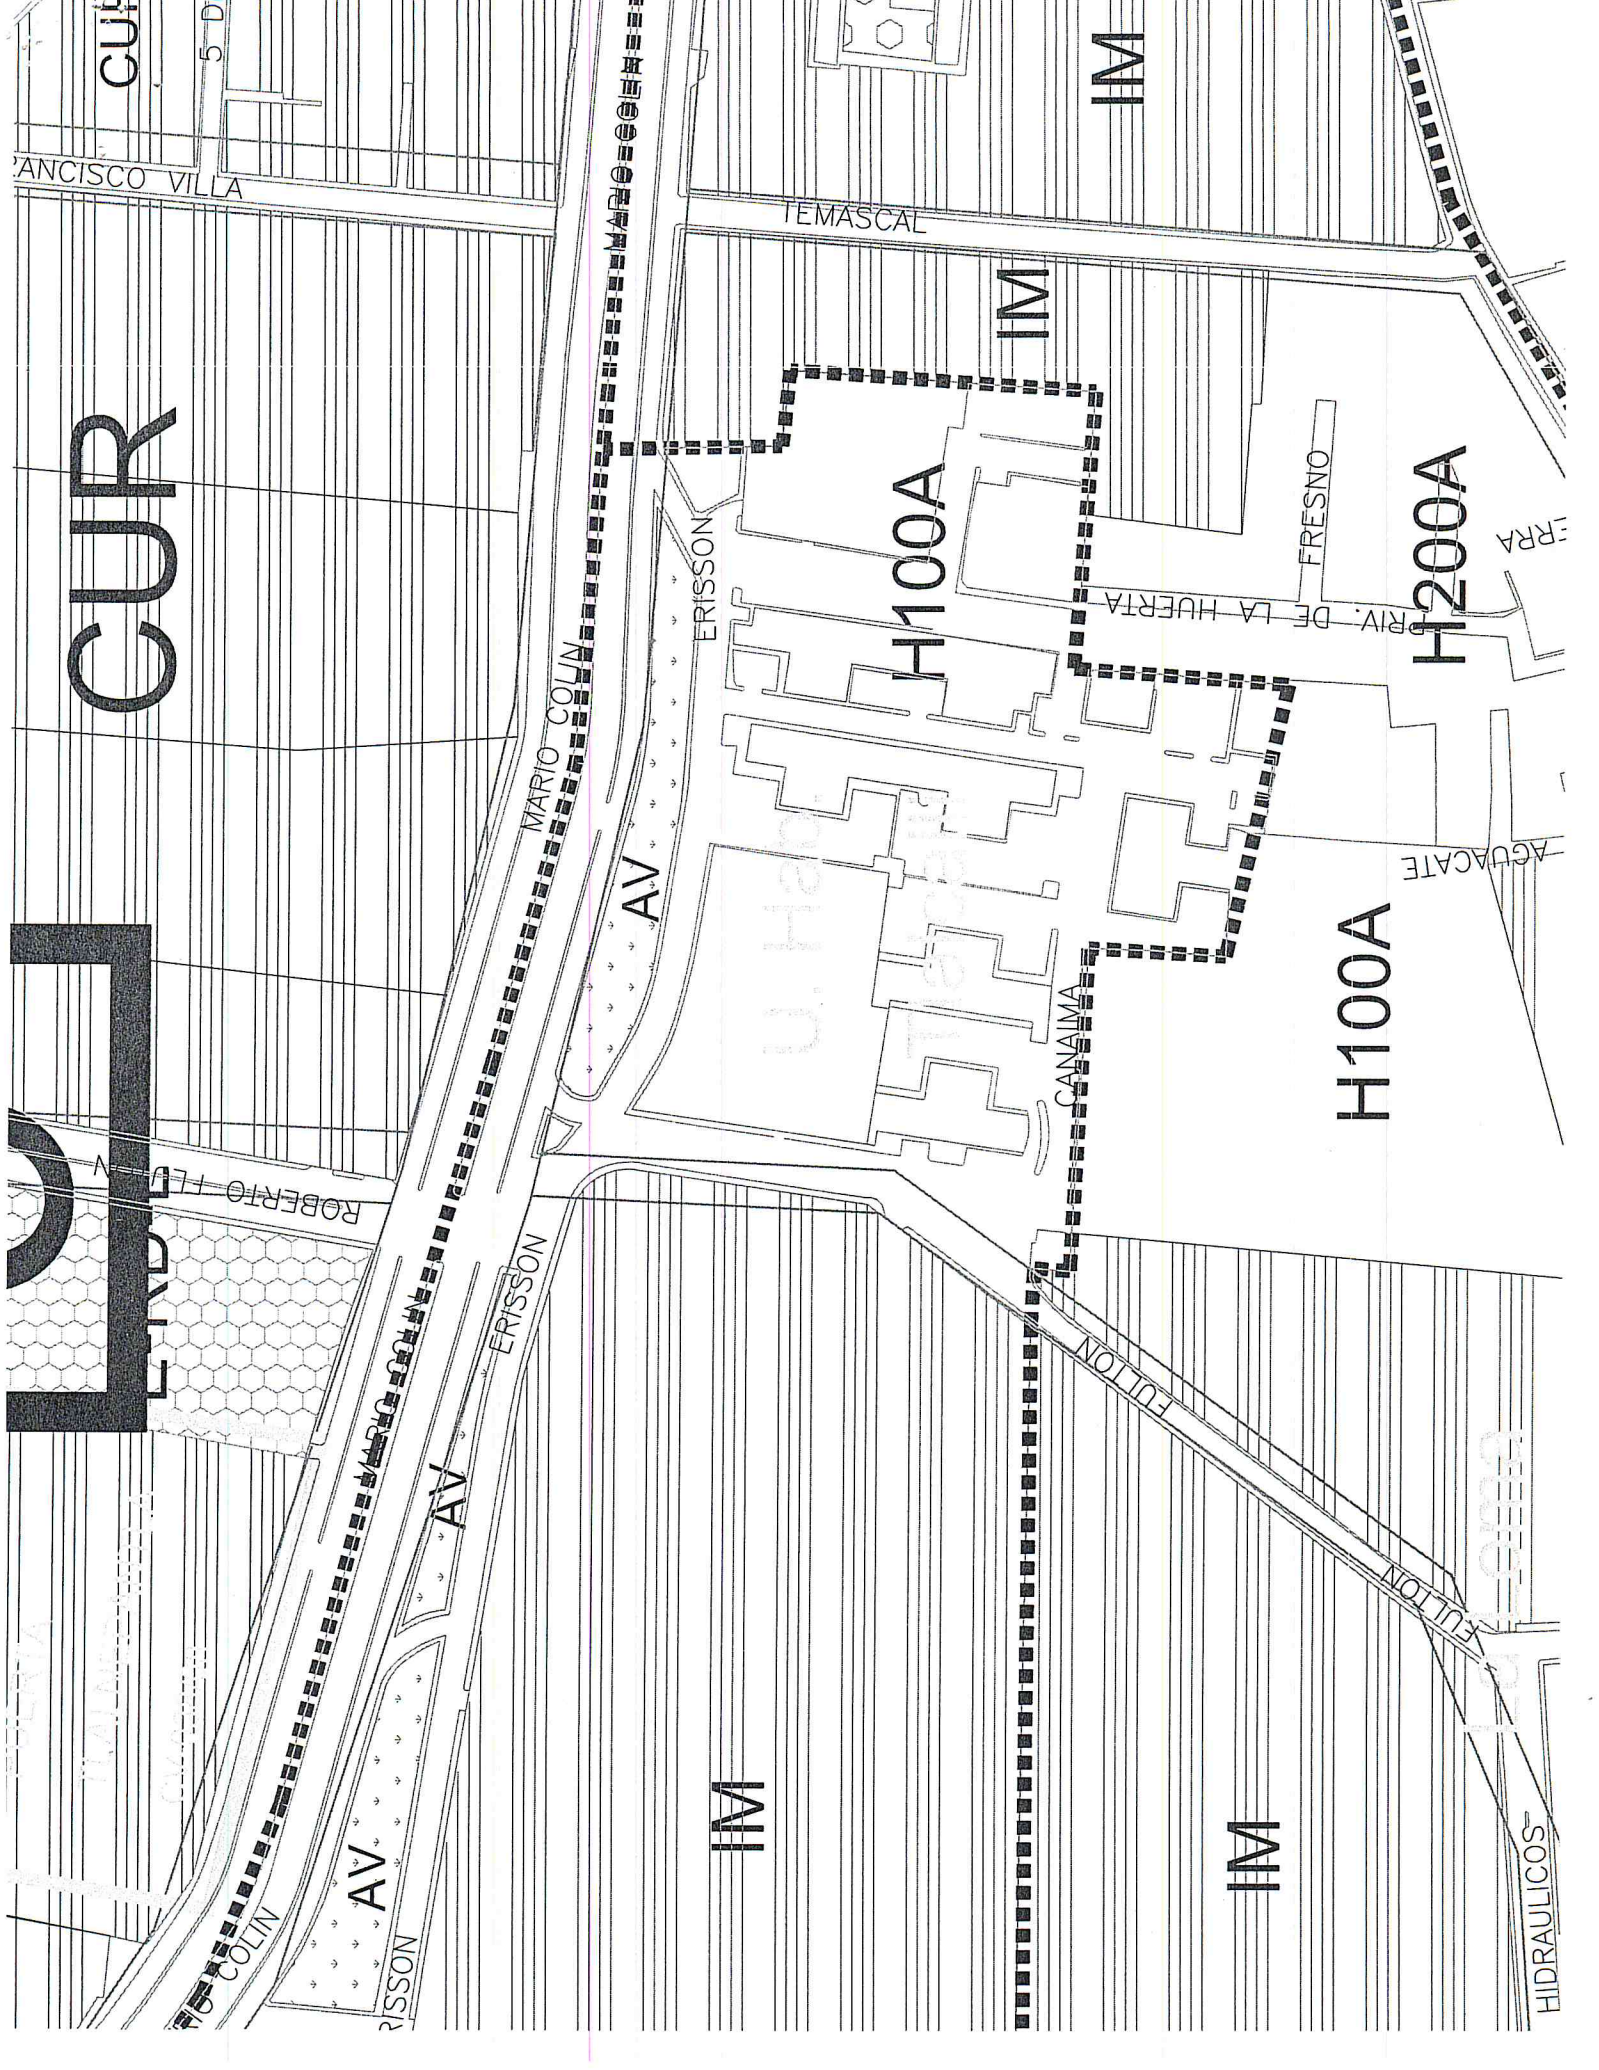 CUR
5 D
FRANCISCO VILLA
MARIO COLIN
TEMASCAL
IM
IM
CUR
ERISSON
H100A
FRESNO
H200A
PRIV. DE LA HUERTA
MARIO COLIN
AV
U. Hab.
AGUACATE
H100A
CANAIMA
ROBERTO FULTON
ERISSON
MARIO COLIN
FULTON
AV
FULTON
La Loma
IM
IM
AV
COLIN
RISSON
HIDRAULICOS